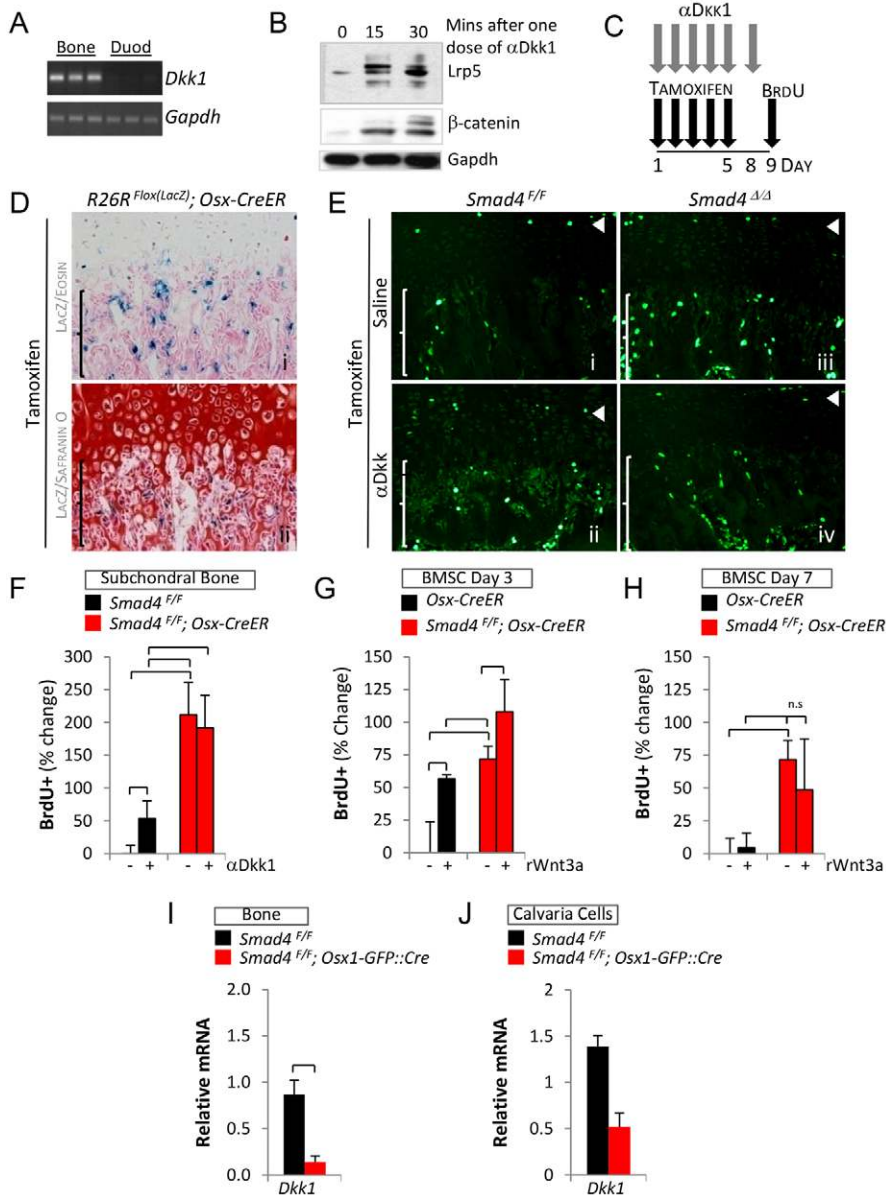 A
Bone Duod
Dkk1
Gapdh
B
0 15 30 Mins after one
dose of αDkk1
Lrp5
β-catenin
Gapdh
C
αDKK1
TAMOXIFEN BRDU
1 5 8 9 DAY
D
R26R Flox(LacZ); Osx-CreER
Tamoxifen
LACZ/EOSIN
i
LACZ/SAFRANIN O
ii
E
Smad4 F/F Smad4 Δ/Δ
Tamoxifen
Saline
i iii
αDkk
ii iv
F
Subchondral Bone
Smad4 F/F
Smad4 F/F; Osx-CreER
BrdU+ (% change)
300
250
200
150
100
50
0
- + - + αDkk1
G
BMSC Day 3
Osx-CreER
Smad4 F/F; Osx-CreER
BrdU+ (% Change)
150
125
100
75
50
25
0
- + - + rWnt3a
H
BMSC Day 7
Osx-CreER
Smad4 F/F; Osx-CreER
BrdU+ (% Change)
150
125
100
75
50
25
0
n.s
- + - + rWnt3a
I
Bone
Smad4 F/F
Smad4 F/F; Osx1-GFP::Cre
Relative mRNA
2.0
1.5
1.0
0.5
0.0
Dkk1
J
Calvaria Cells
Smad4 F/F
Smad4 F/F; Osx1-GFP::Cre
Relative mRNA
2
1.5
1
0.5
0
Dkk1